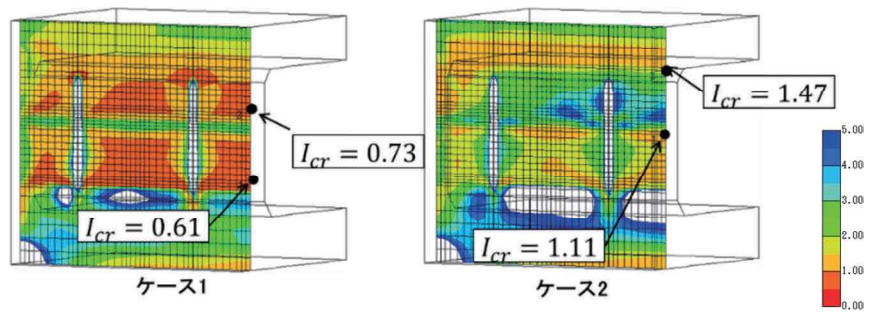 I_cr = 0.73
I_cr = 0.61
ケース1
I_cr = 1.47
I_cr = 1.11
ケース2
5.00
4.00
3.00
2.00
1.00
0.00